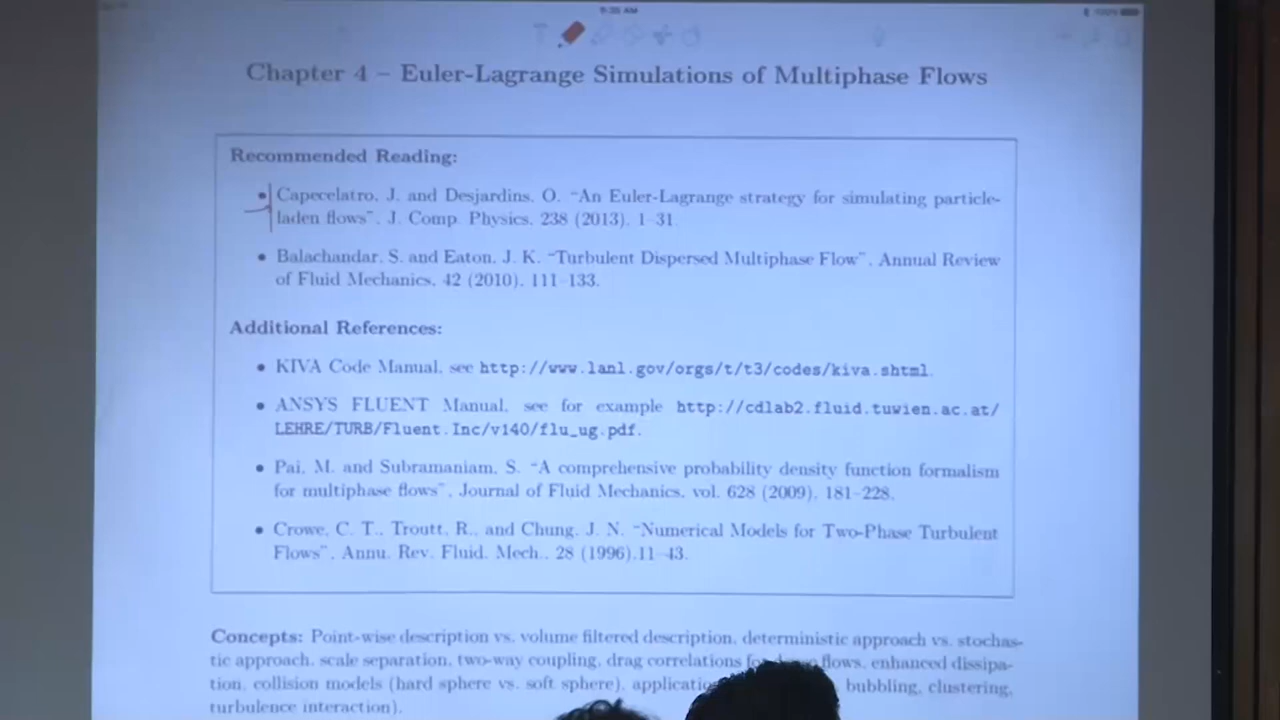 9:35 AM
100%
Chapter 4 – Euler-Lagrange Simulations of Multiphase Flows
Recommended Reading:
• Capecelatro, J. and Desjardins, O. “An Euler-Lagrange strategy for simulating particle-
laden flows”, J. Comp. Physics, 238 (2013), 1–31.
• Balachandar, S. and Eaton, J. K. “Turbulent Dispersed Multiphase Flow”, Annual Review
of Fluid Mechanics, 42 (2010), 111–133.
Additional References:
• KIVA Code Manual, see http://www.lanl.gov/orgs/t/t3/codes/kiva.shtml.
• ANSYS FLUENT Manual, see for example http://cdlab2.fluid.tuwien.ac.at/
LEHRE/TURB/Fluent.Inc/v140/flu_ug.pdf.
• Pai, M. and Subramaniam, S. “A comprehensive probability density function formalism
for multiphase flows”, Journal of Fluid Mechanics, vol. 628 (2009), 181–228.
• Crowe, C. T., Troutt, R., and Chung, J. N. “Numerical Models for Two-Phase Turbulent
Flows”, Annu. Rev. Fluid. Mech., 28 (1996),11–43.
Concepts: Point-wise description vs. volume filtered description, deterministic approach vs. stochas-
tic approach, scale separation, two-way coupling, drag correlations flows, enhanced dissipa-
tion, collision models (hard sphere vs. soft sphere), bubbling, clustering,
turbulence interaction).